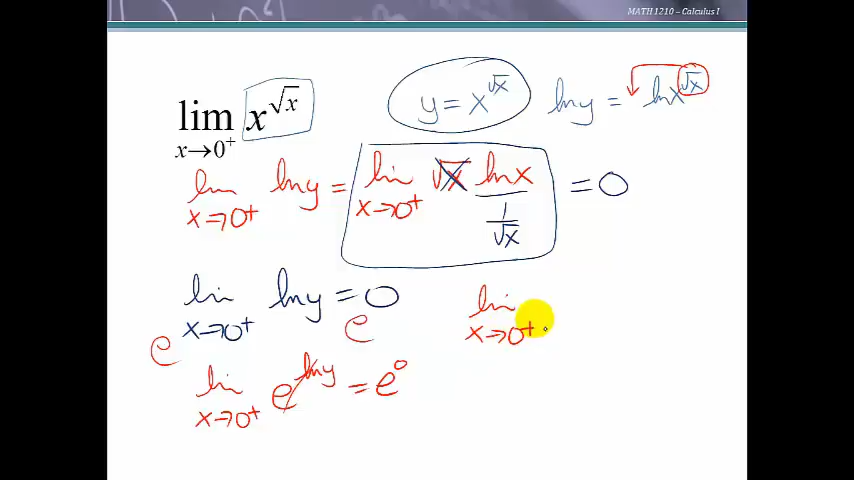 MATH 1210 – Calculus I
lim x→0⁺ x^√x
y = x^√x
ln y = ln x^√x
lim x→0⁺ ln y = lim x→0⁺ √x ln x / (1/√x) = 0
lim x→0⁺ ln y = 0
e e
lim x→0⁺
lim x→0⁺ e^ln y = e^0